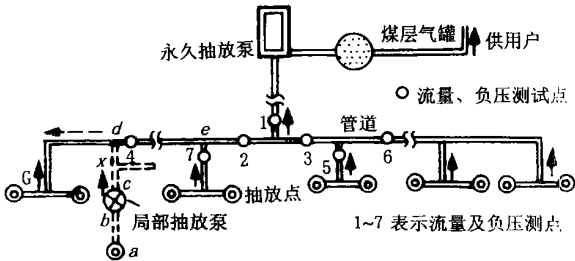 煤层气罐
永久抽放泵
供用户
流量、负压测试点
1
管道
d
e
4
7
2
3
6
x
5
G
c
抽放点
b
局部抽放泵
1~7 表示流量及负压测点
a